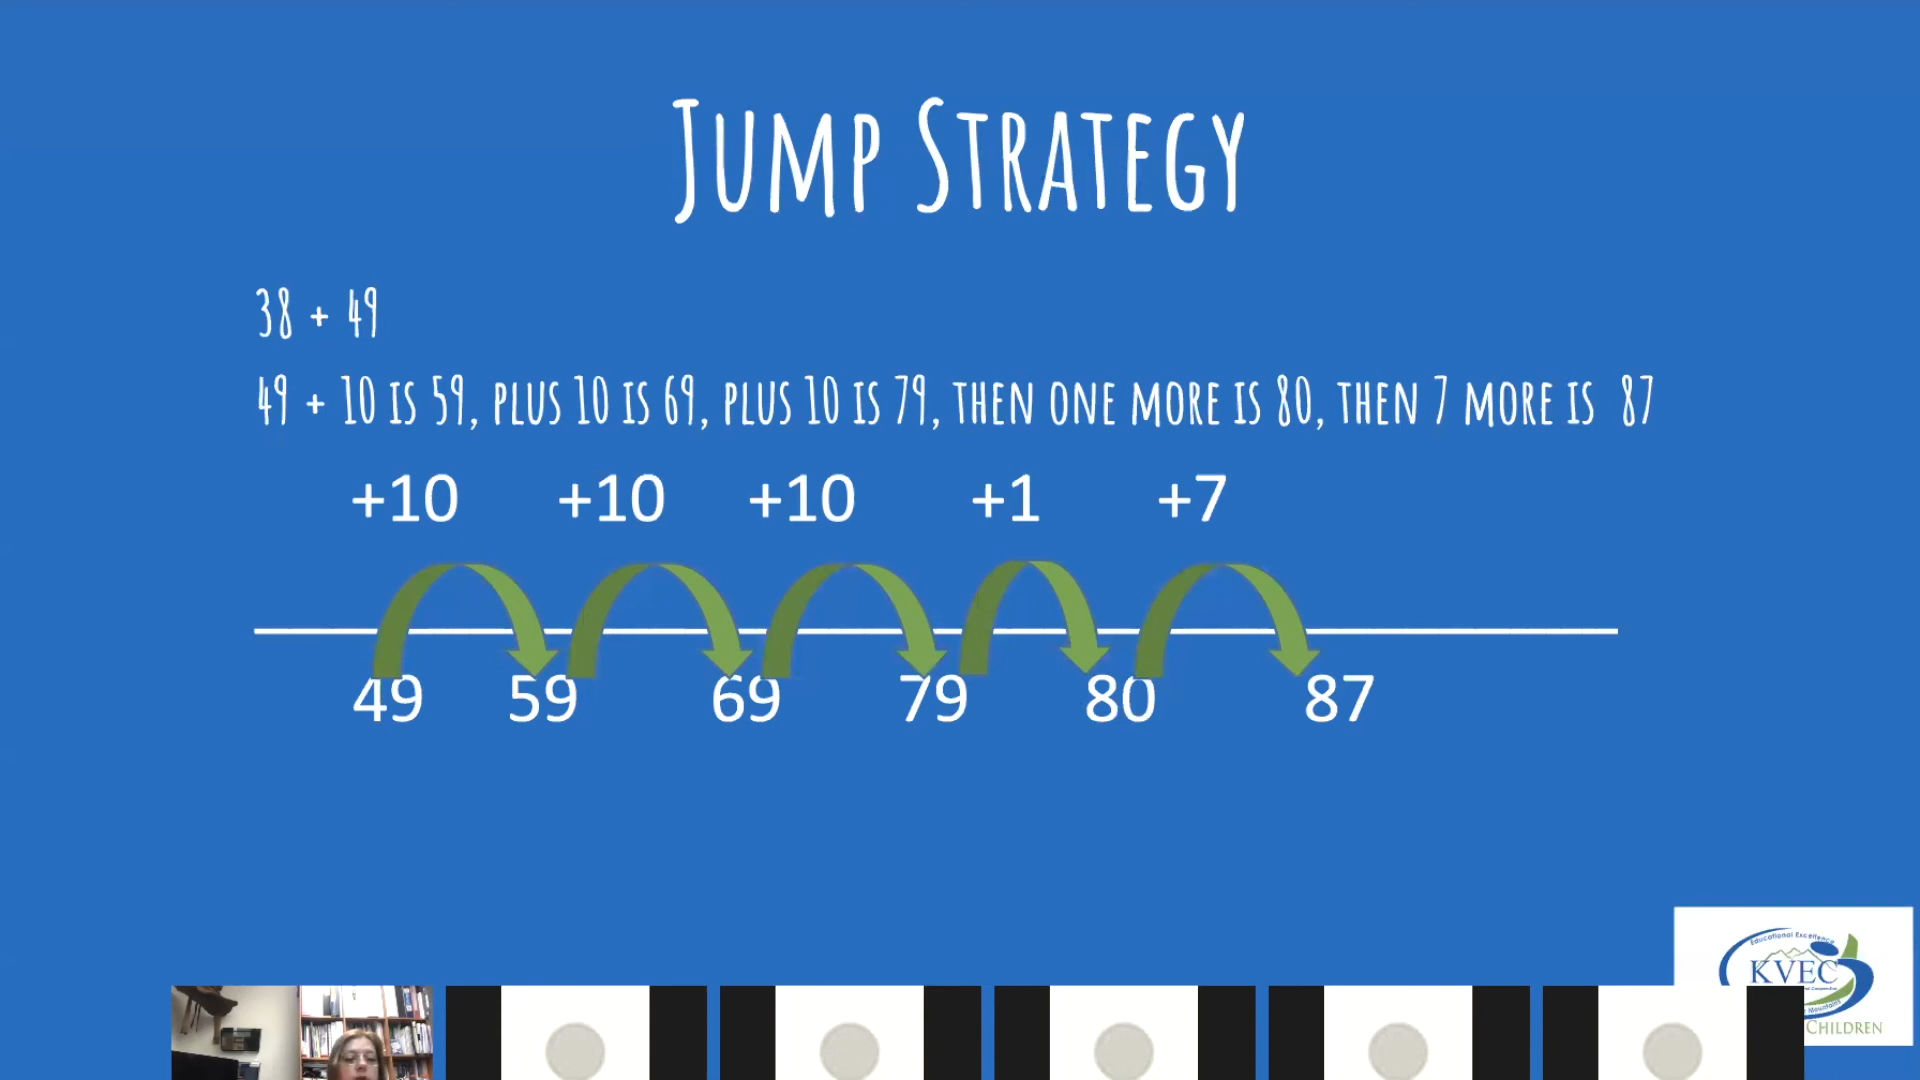 JUMP STRATEGY
38 + 49
49 + 10 IS 59, PLUS 10 IS 69, PLUS 10 IS 79, THEN ONE MORE IS 80, THEN 7 MORE IS 87
+10 +10 +10 +1 +7
49 59 69 79 80 87
Educational Excellence
KVEC
CHILDREN